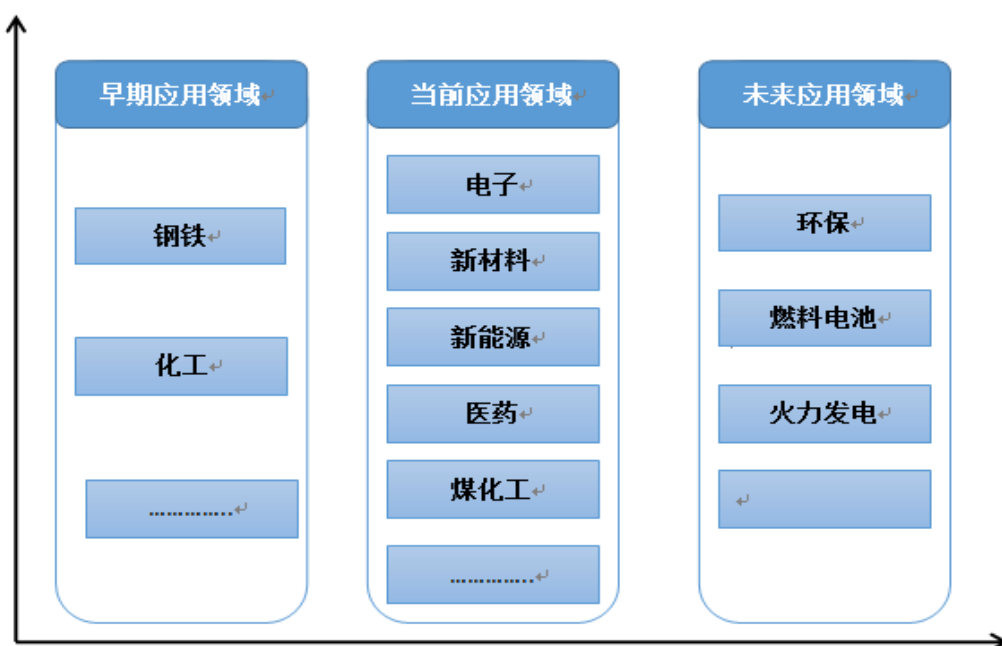 早期应用领域
钢铁
化工
…………..
当前应用领域
电子
新材料
新能源
医药
煤化工
…………..
未来应用领域
环保
燃料电池
火力发电